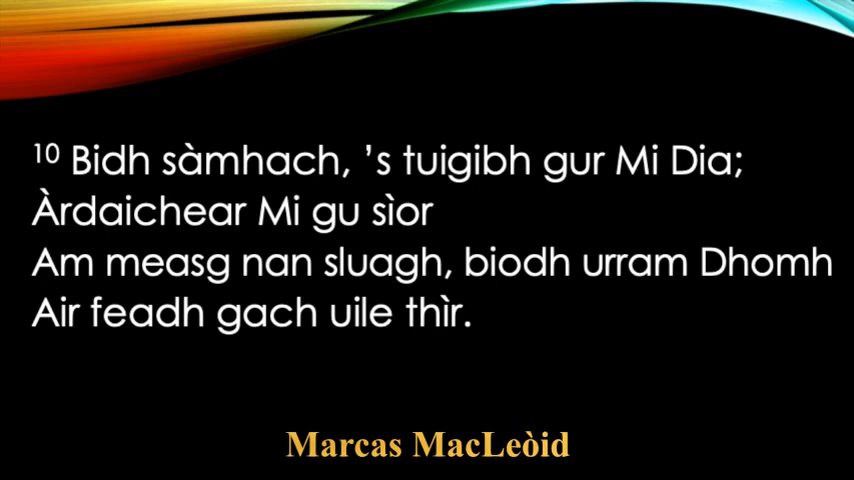 10 Bidh sàmhach, ’s tuigibh gur Mi Dia;
Àrdaichear Mi gu sìor
Am measg nan sluagh, biodh urram Dhomh
Air feadh gach uile thìr.
Marcas MacLeòid